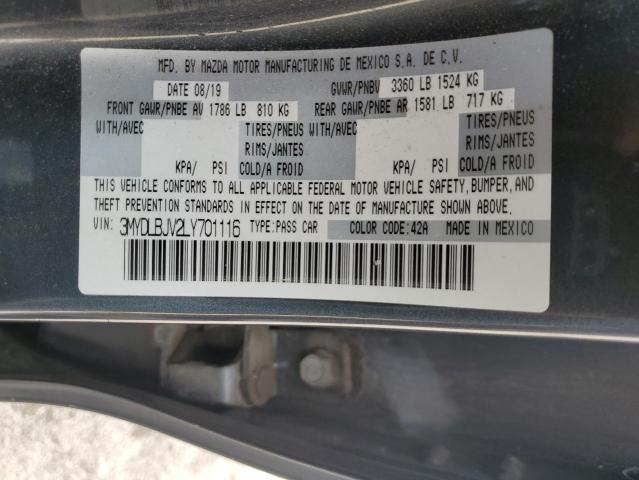 MFD. BY MAZDA MOTOR MANUFACTURING DE MEXICO S.A. DE C.V.
DATE 08/19 GVWR/PNBV 3360 LB 1524 KG
FRONT GAWR/PNBE AV 1786 LB 810 KG REAR GAWR/PNBE AR 1581 LB 717 KG
WITH/AVEC TIRES/PNEUS WITH/AVEC TIRES/PNEUS
RIMS/JANTES RIMS/JANTES
KPA/ PSI COLD/A FROID KPA/ PSI COLD/A FROID
THIS VEHICLE CONFORMS TO ALL APPLICABLE FEDERAL MOTOR VEHICLE SAFETY, BUMPER, AND
THEFT PREVENTION STANDARDS IN EFFECT ON THE DATE OF MANUFACTURE SHOWN ABOVE.
VIN: 3MYDLBJV2LY701116 TYPE:PASS CAR COLOR CODE:42A MADE IN MEXICO